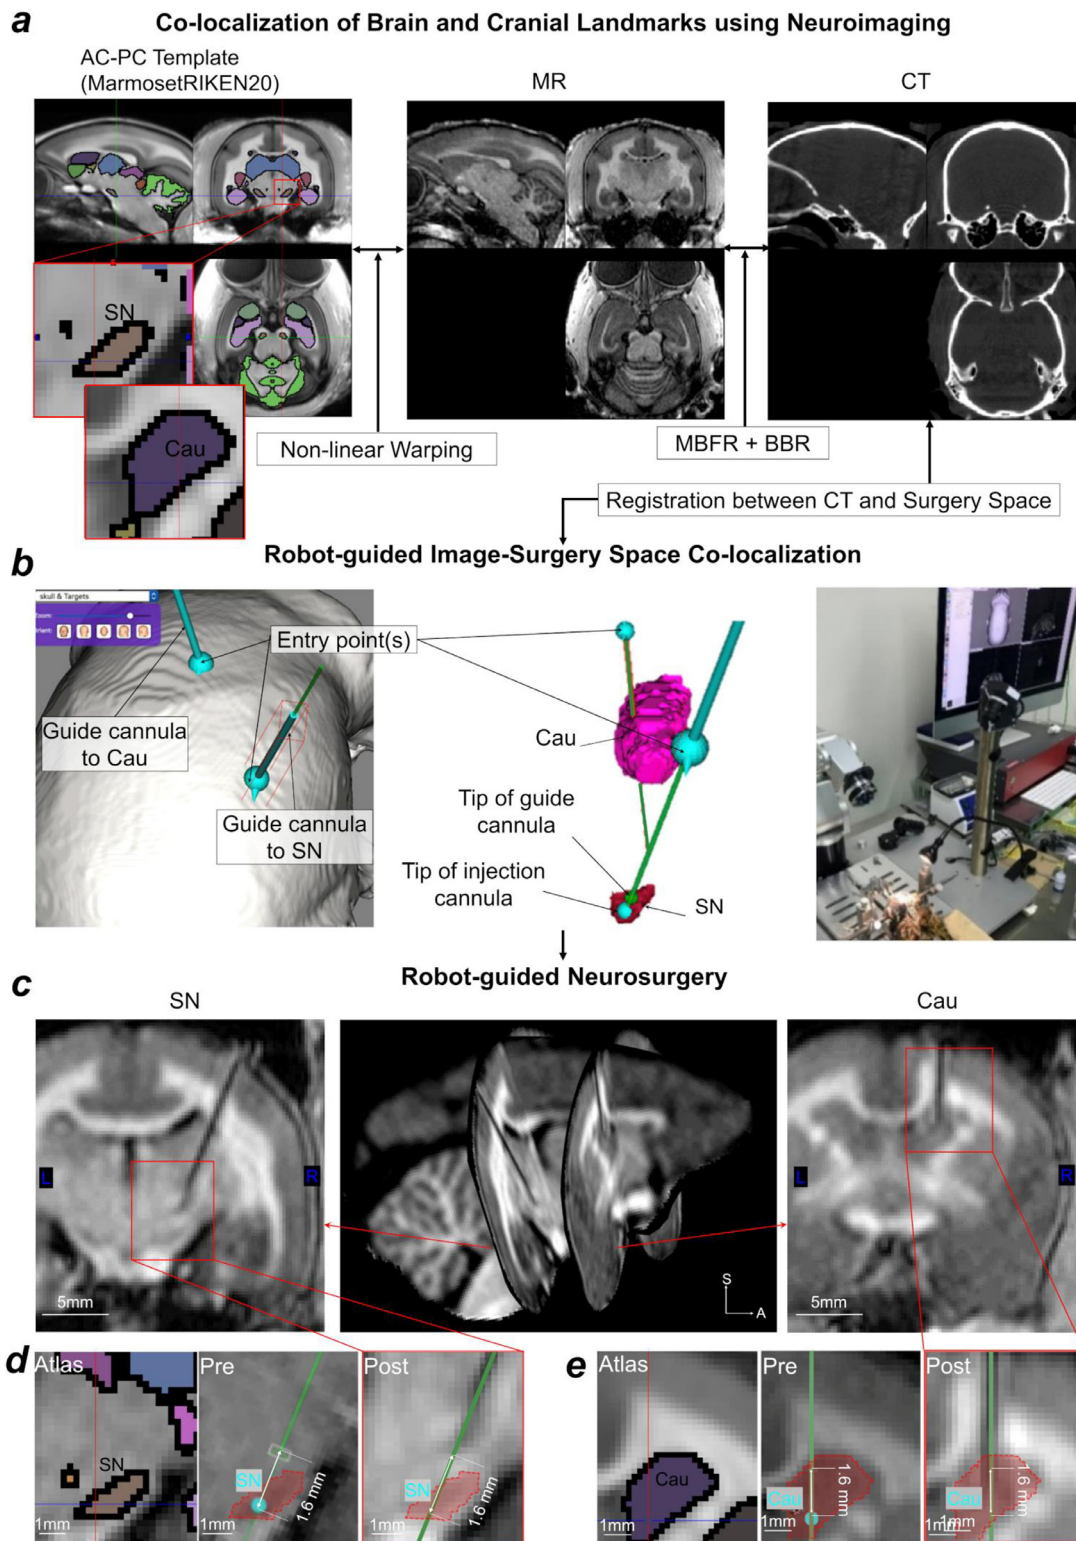 a
Co-localization of Brain and Cranial Landmarks using Neuroimaging
AC-PC Template
(MarmosetRIKEN20)
MR
CT
SN
Cau
Non-linear Warping
MBFR + BBR
Registration between CT and Surgery Space
b
Robot-guided Image-Surgery Space Co-localization
skull & Targets
Zoom:
Orient:
Entry point(s)
Guide cannula
to Cau
Guide cannula
to SN
Cau
Tip of guide
cannula
Tip of injection
cannula
SN
Robot-guided Neurosurgery
c
SN
Cau
L
R
5mm
S
A
L
R
5mm
d
Atlas
SN
1mm
Pre
SN
1.6 mm
1mm
Post
SN
1.6 mm
1mm
e
Atlas
Cau
1mm
Pre
1.6 mm
Cau
1mm
Post
1.6 mm
Cau
1mm